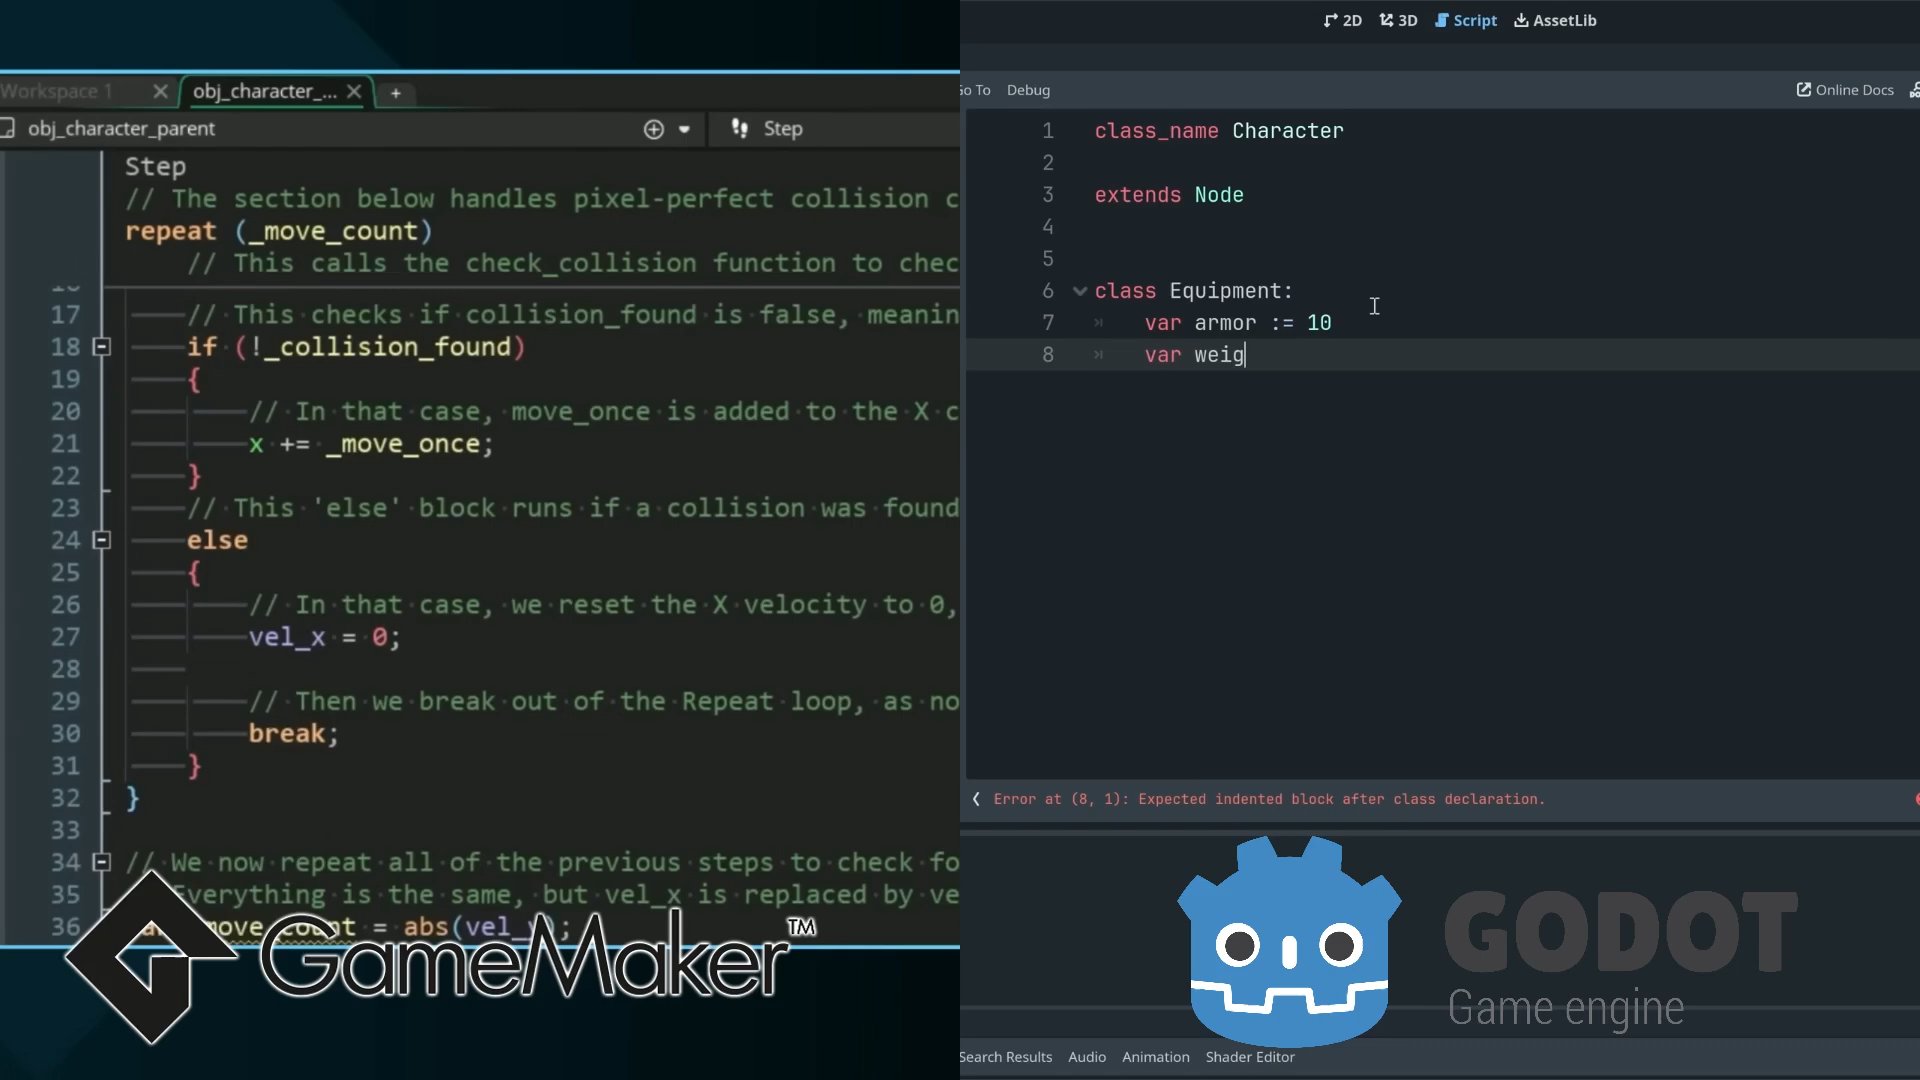 Workspace 1
obj_character_...
+
obj_character_parent
Step
Step
// The section below handles pixel-perfect collision c
repeat (_move_count)
// This calls the check_collision function to chec
17 // This checks if collision_found is false, meanin
18 if (!_collision_found)
19 {
20 // In that case, move_once is added to the X c
21 x += _move_once;
22 }
23 // This 'else' block runs if a collision was found
24 else
25 {
26 // In that case, we reset the X velocity to 0,
27 vel_x = 0;
28
29 // Then we break out of the Repeat loop, as no
30 break;
31 }
32 }
33
34 // We now repeat all of the previous steps to check fo
35 Everything is the same, but vel_x is replaced by ve
36 move_count = abs(vel_y);
GameMaker™
2D 3D Script AssetLib
Go To Debug Online Docs
1 class_name Character
2
3 extends Node
4
5
6 class Equipment:
7 var armor := 10
8 var weig
Error at (8, 1): Expected indented block after class declaration.
GODOT
Game engine
Search Results Audio Animation Shader Editor